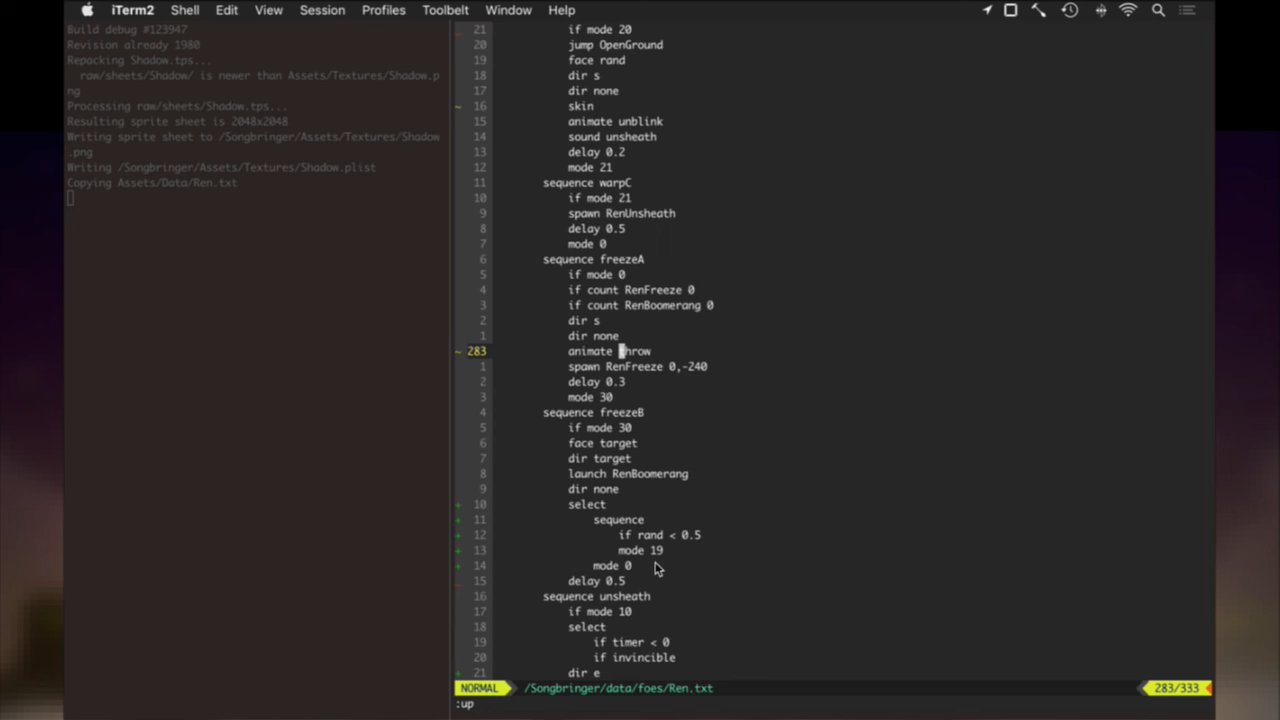 iTerm2 Shell Edit View Session Profiles Toolbelt Window Help
Build debug #123947
Revision already 1980
Repacking Shadow.tps...
raw/sheets/Shadow/ is newer than Assets/Textures/Shadow.p
ng
Processing raw/sheets/Shadow.tps...
Resulting sprite sheet is 2048x2048
Writing sprite sheet to /Songbringer/Assets/Textures/Shadow
.png
Writing /Songbringer/Assets/Textures/Shadow.plist
Copying Assets/Data/Ren.txt
21 if mode 20
20 jump OpenGround
19 face rand
18 dir s
17 dir none
~ 16 skin
15 animate unblink
14 sound unsheath
13 delay 0.2
12 mode 21
11 sequence warpC
10 if mode 21
9 spawn RenUnsheath
8 delay 0.5
7 mode 0
6 sequence freezeA
5 if mode 0
4 if count RenFreeze 0
3 if count RenBoomerang 0
2 dir s
1 dir none
~ 283 animate hrow
1 spawn RenFreeze 0,-240
2 delay 0.3
3 mode 30
4 sequence freezeB
5 if mode 30
6 face target
7 dir target
8 launch RenBoomerang
9 dir none
+ 10 select
+ 11 sequence
+ 12 if rand < 0.5
+ 13 mode 19
+ 14 mode 0
_ 15 delay 0.5
16 sequence unsheath
17 if mode 10
18 select
19 if timer < 0
20 if invincible
+ 21 dir e
NORMAL /Songbringer/data/foes/Ren.txt 283/333
:up